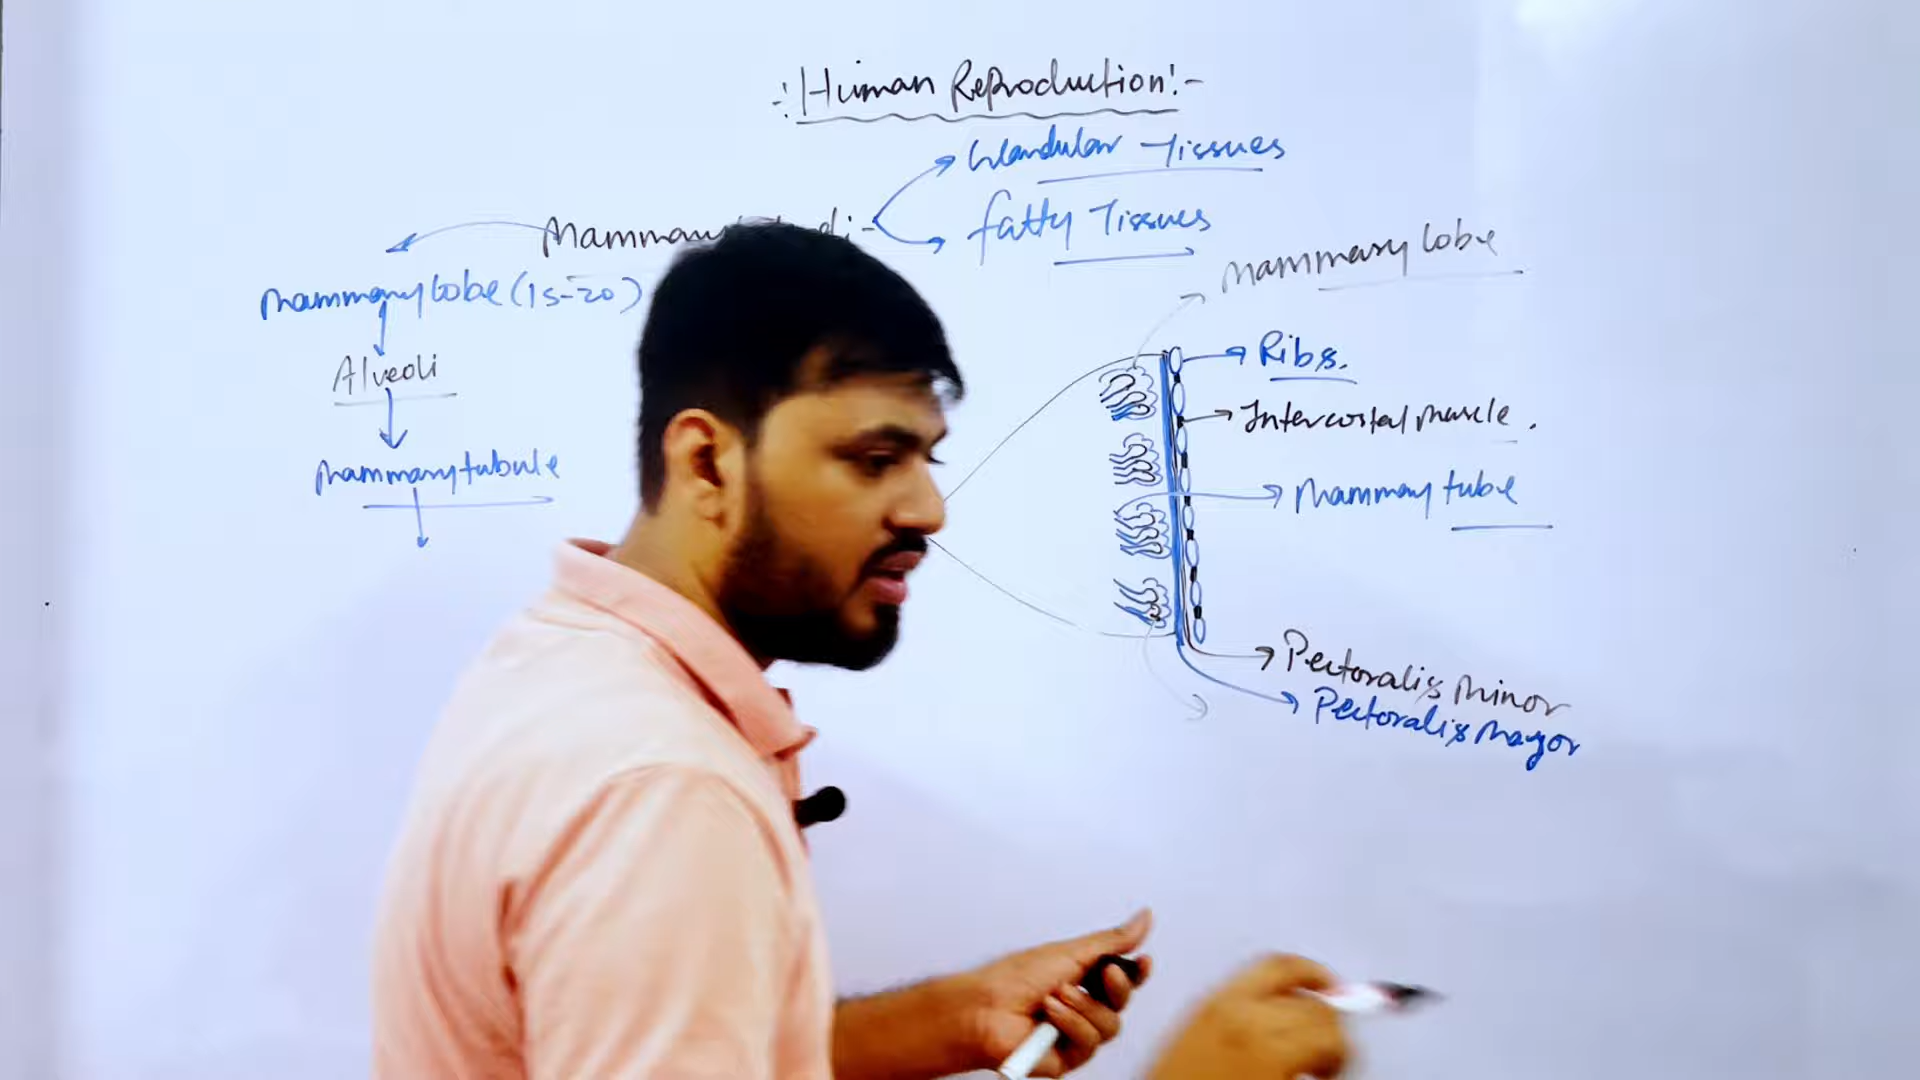 -:Human Reproduction:-
Glandular Tissues
fatty Tissues
mammary lobe (15-20)
Alveoli
mammary tubule
mammary lobe
Ribs.
Intercostal muscle.
mammary tube
Pectoralis minor
Pectoralis mayor